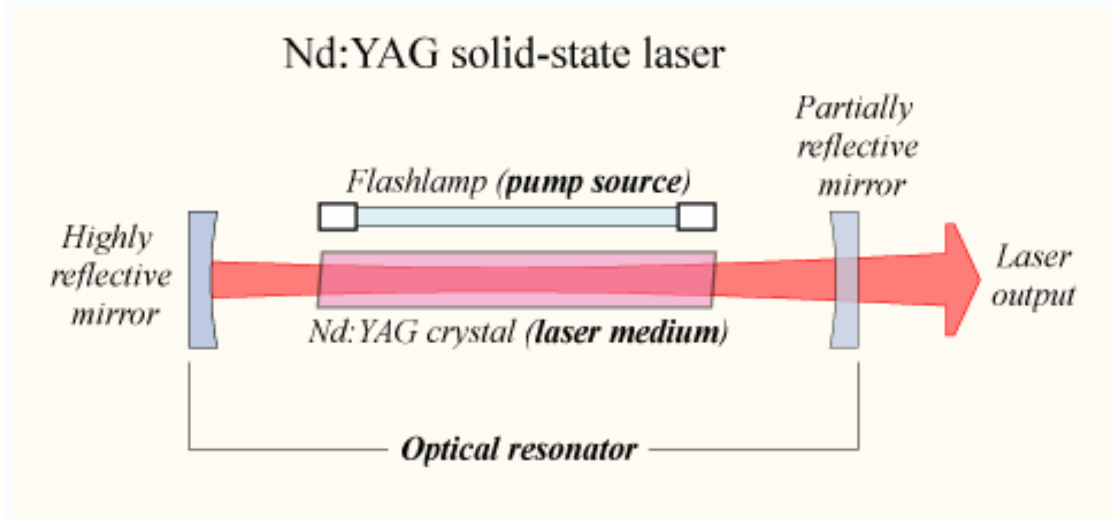 Nd:YAG solid-state laser
Partially
reflective
mirror
Flashlamp (pump source)
Highly
reflective
mirror
Laser
output
Nd:YAG crystal (laser medium)
Optical resonator